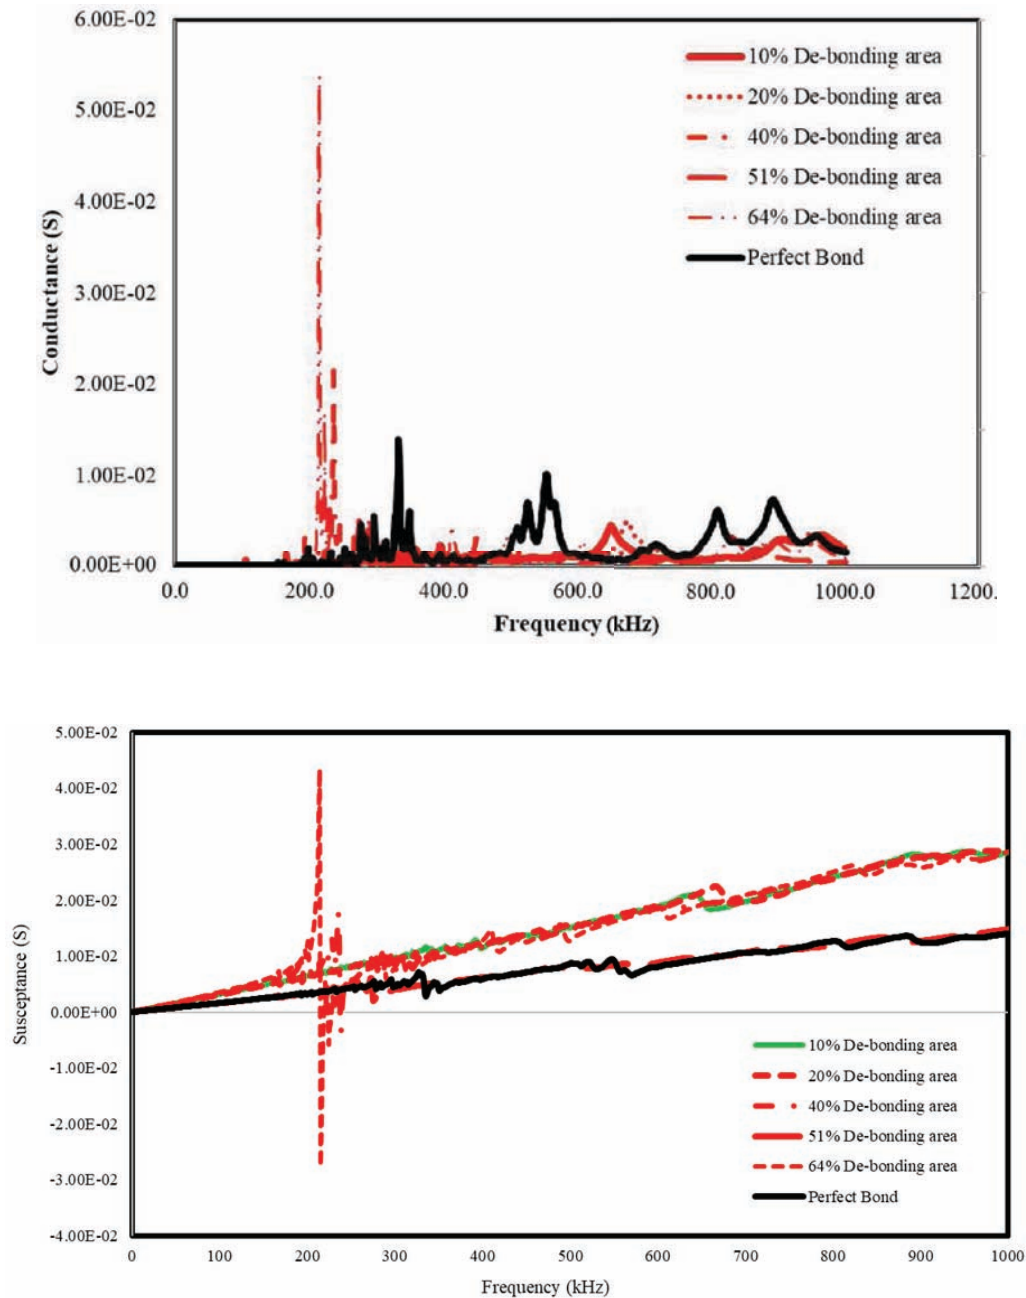 6.00E-02
5.00E-02
4.00E-02
3.00E-02
2.00E-02
1.00E-02
0.00E+00
Conductance (S)
10% De-bonding area
20% De-bonding area
40% De-bonding area
51% De-bonding area
64% De-bonding area
Perfect Bond
0.0 200.0 400.0 600.0 800.0 1000.0 1200.
Frequency (kHz)
5.00E-02
4.00E-02
3.00E-02
2.00E-02
1.00E-02
0.00E+00
-1.00E-02
-2.00E-02
-3.00E-02
-4.00E-02
Susceptance (S)
10% De-bonding area
20% De-bonding area
40% De-bonding area
51% De-bonding area
64% De-bonding area
Perfect Bond
0 100 200 300 400 500 600 700 800 900 1000
Frequency (kHz)